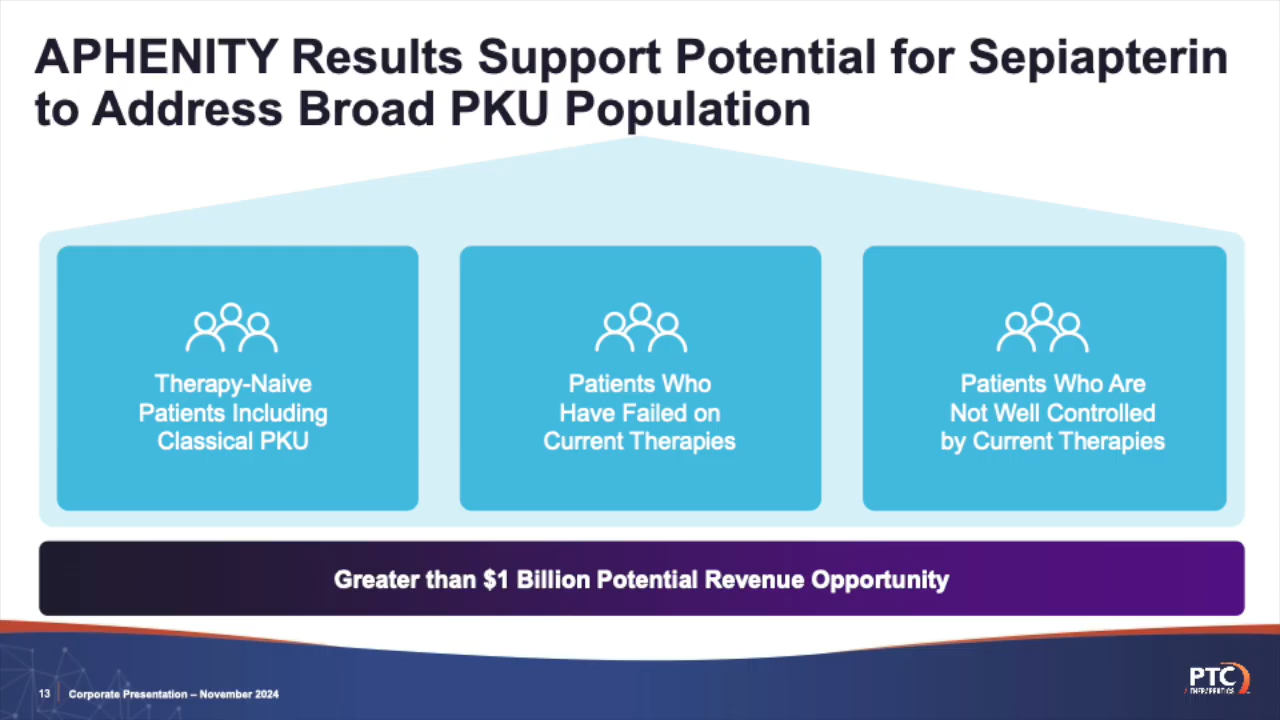 APHENITY Results Support Potential for Sepiapterin
to Address Broad PKU Population
Therapy-Naive
Patients Including
Classical PKU
Patients Who
Have Failed on
Current Therapies
Patients Who Are
Not Well Controlled
by Current Therapies
Greater than $1 Billion Potential Revenue Opportunity
13
Corporate Presentation – November 2024
PTC
THERAPEUTICS